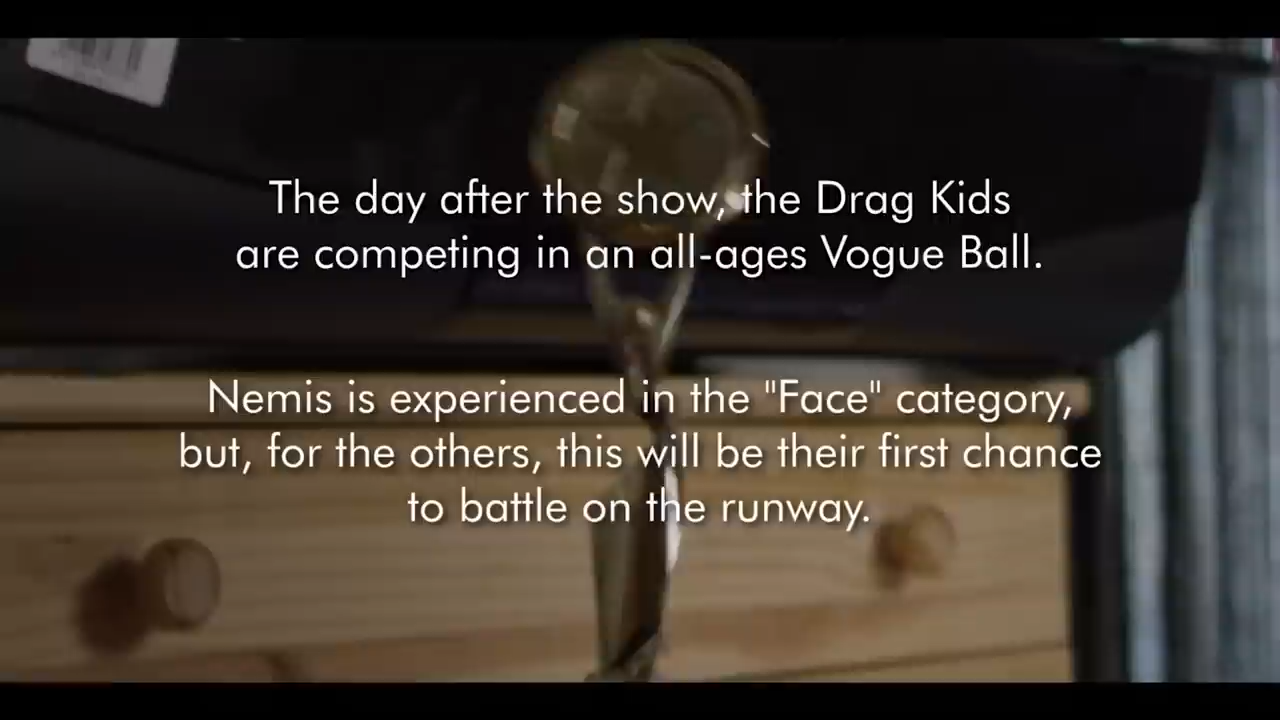 The day after the show, the Drag Kids
are competing in an all-ages Vogue Ball.
Nemis is experienced in the "Face" category,
but, for the others, this will be their first chance
to battle on the runway.